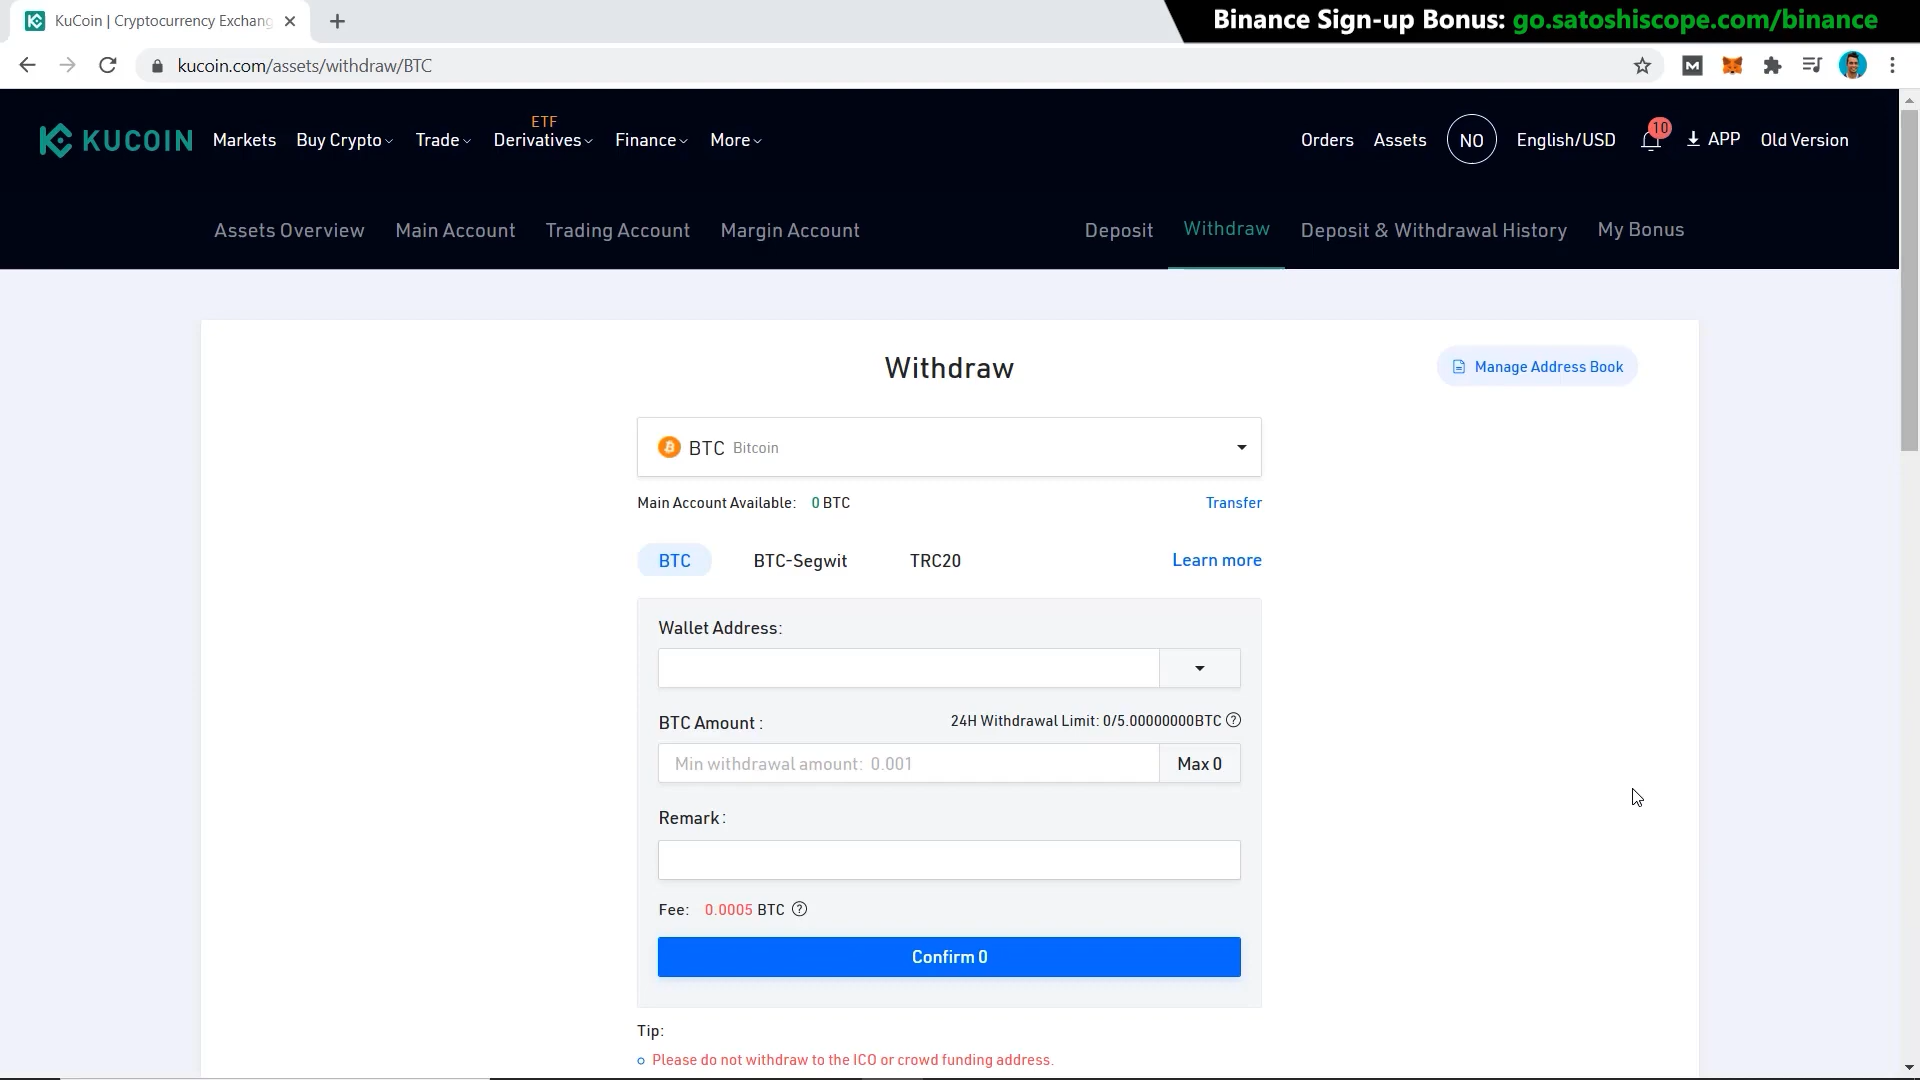 KuCoin | Cryptocurrency Exchang
Binance Sign-up Bonus: go.satoshiscope.com/binance
kucoin.com/assets/withdraw/BTC
M
KUCOIN
Markets
Buy Crypto
Trade
ETF
Derivatives
Finance
More
Orders
Assets
NO
English/USD
10
APP
Old Version
Assets Overview
Main Account
Trading Account
Margin Account
Deposit
Withdraw
Deposit & Withdrawal History
My Bonus
Withdraw
Manage Address Book
BTC Bitcoin
Main Account Available: 0 BTC
Transfer
BTC
BTC-Segwit
TRC20
Learn more
Wallet Address:
BTC Amount :
24H Withdrawal Limit: 0/5.00000000BTC ?
Min withdrawal amount: 0.001
Max 0
Remark :
Fee: 0.0005 BTC ?
Confirm 0
Tip:
Please do not withdraw to the ICO or crowd funding address.